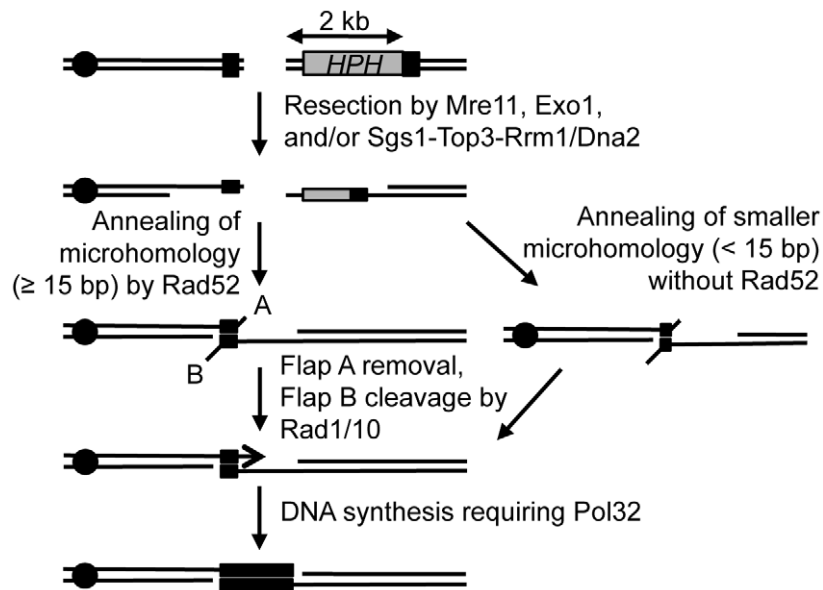 2 kb
HPH
Resection by Mre11, Exo1,
and/or Sgs1-Top3-Rrm1/Dna2
Annealing of
microhomology
(≥ 15 bp) by Rad52
Annealing of smaller
microhomology (< 15 bp)
without Rad52
A
B
Flap A removal,
Flap B cleavage by
Rad1/10
DNA synthesis requiring Pol32